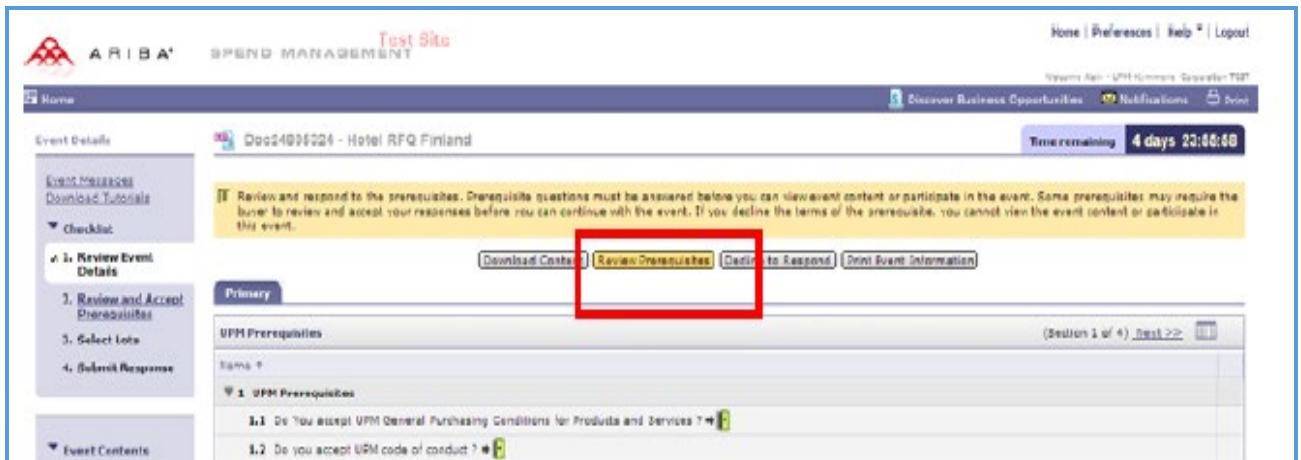 Test Site
ARIBA SPEND MANAGEMENT
Home | Preferences | Help | Logout
Home
Discover Business Opportunities Notifications Print
Event Details
Hotel RFQ Finland
Time remaining 4 days
Event Messages
Download Tutorials
Review and respond to the prerequisites. Prerequisite questions must be answered before you can view event content or participate in the event. Some prerequisites may require the
buyer to review and accept your responses before you can continue with the event. If you decline the terms of the prerequisite, you cannot view the event content or participate in
this event.
Checklist
1. Review Event
Details
Download Content Review Prerequisites Decline to Respond Print Event Information
2. Review and Accept
Prerequisites
Primary
3. Select Lots
UPM Prerequisites (Section 1 of 4) Next >>
4. Submit Response
Name ↑
1 UPM Prerequisites
1.1 Do You accept UPM General Purchasing Conditions for Products and Services ?
Event Contents
1.2 Do you accept UPM code of conduct ?